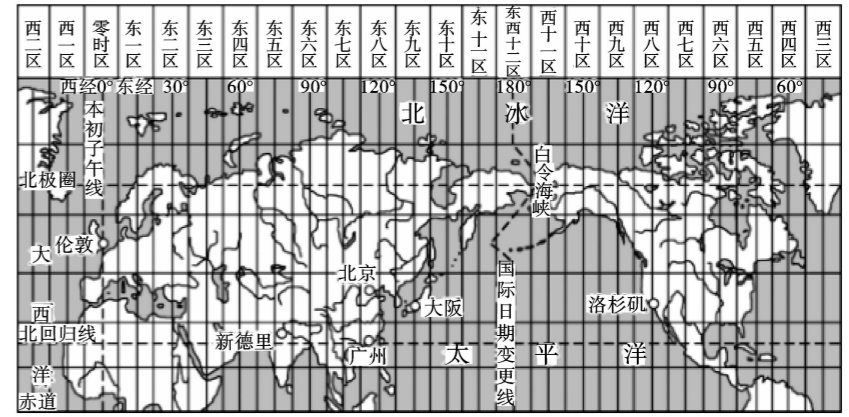 西二区 西一区 零时区 东一区 东二区 东三区 东四区 东五区 东六区 东七区 东八区 东九区 东十区 东十一区 东西十二区 西十一区 西十区 西九区 西八区 西七区 西六区 西五区 西四区 西三区
西经0°东经 30° 60° 90° 120° 150° 180° 150° 120° 90° 60°
北冰洋
本初子午线
白令海峡
北极圈
伦敦
大西洋
北京
大阪
国际日期变更线
洛杉矶
北回归线
新德里
广州
太平洋
赤道